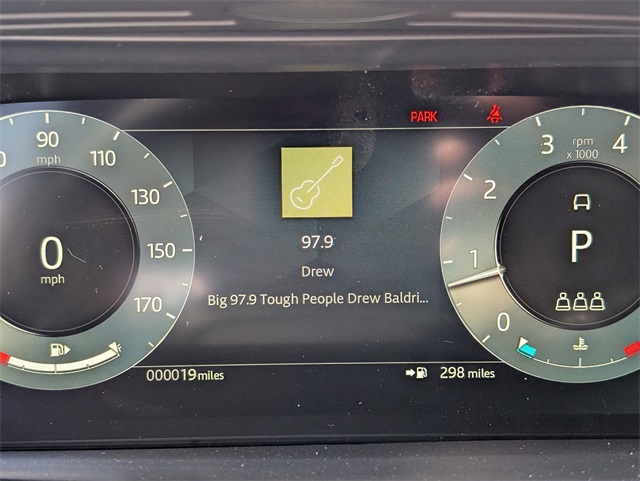 PARK
90
mph
110
130
150
170
0
mph
97.9
Drew
Big 97.9 Tough People Drew Baldri...
3
rpm
x 1000
4
2
1
0
P
000019 miles
298 miles